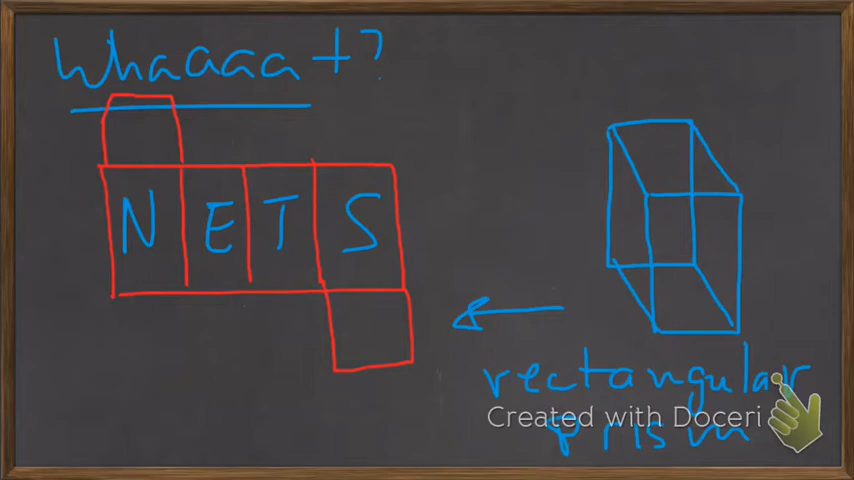 Whaaaat?
N E T S
rectangular
prism
Created with Doceri